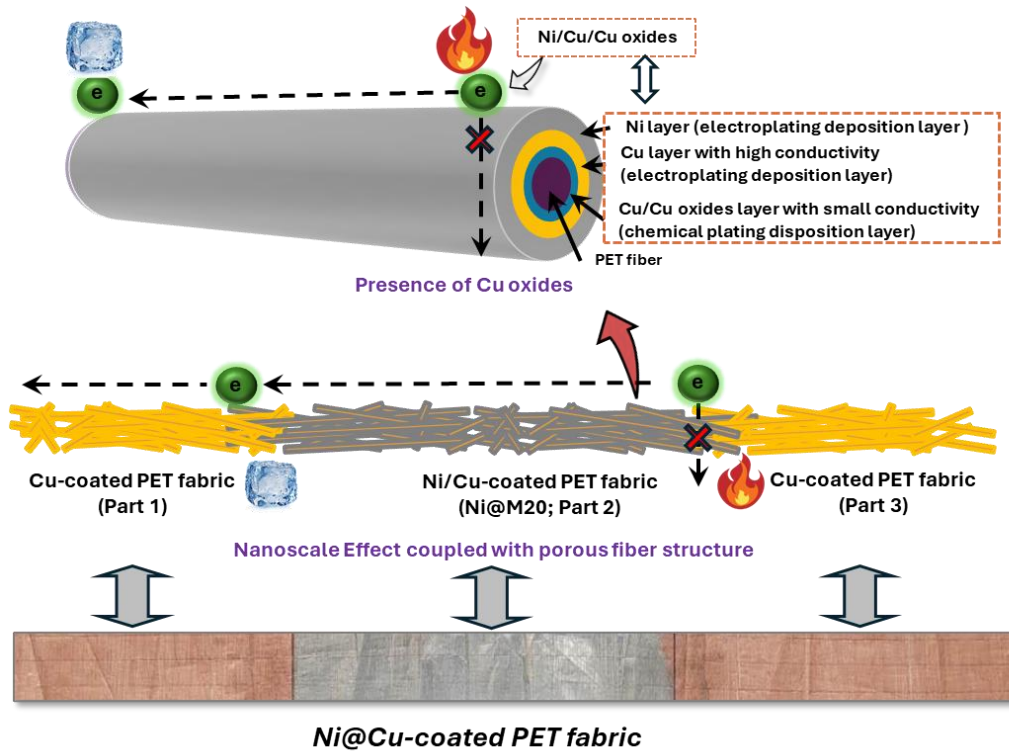 Ni/Cu/Cu oxides
e
e
Ni layer (electroplating deposition layer )
Cu layer with high conductivity
(electroplating deposition layer)
Cu/Cu oxides layer with small conductivity
(chemical plating disposition layer)
PET fiber
Presence of Cu oxides
e
e
Cu-coated PET fabric
(Part 1)
Ni/Cu-coated PET fabric
(Ni@M20; Part 2)
Cu-coated PET fabric
(Part 3)
Nanoscale Effect coupled with porous fiber structure
Ni@Cu-coated PET fabric